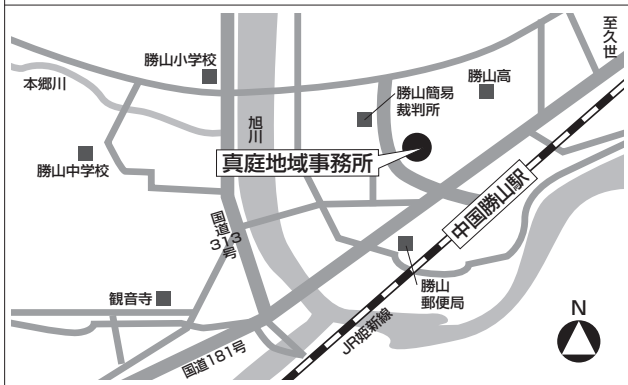 至久世
勝山小学校
勝山高
本郷川
勝山簡易
裁判所
旭川
真庭地域事務所
勝山中学校
中国勝山駅
国道
313
号
勝山
郵便局
観音寺
N
JR姫新線
国道181号